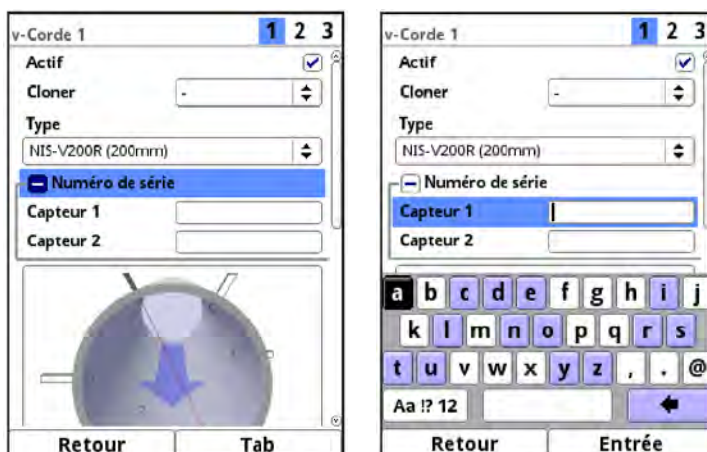 v-Corde 1 1 2 3
Actif
Cloner -
Type
NIS-V200R (200mm)
Numéro de série
Capteur 1
Capteur 2
Retour Tab
v-Corde 1 1 2 3
Actif
Cloner -
Type
NIS-V200R (200mm)
Numéro de série
Capteur 1
Capteur 2
a b c d e f g h i j
k l m n o p q r s
t u v w x y z , . @
Aa !? 12
Retour Entrée